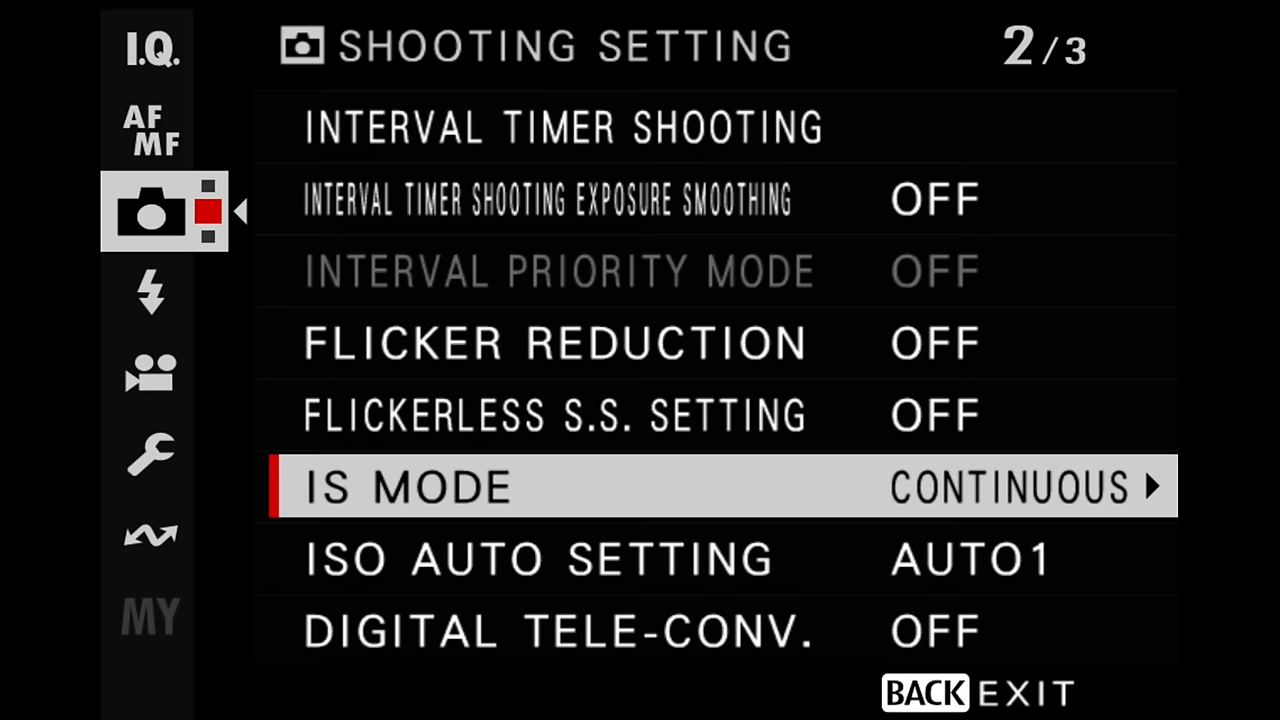 I.Q.
SHOOTING SETTING 2/3
AF
MF
INTERVAL TIMER SHOOTING
INTERVAL TIMER SHOOTING EXPOSURE SMOOTHING OFF
INTERVAL PRIORITY MODE OFF
FLICKER REDUCTION OFF
FLICKERLESS S.S. SETTING OFF
IS MODE CONTINUOUS
ISO AUTO SETTING AUTO1
DIGITAL TELE-CONV. OFF
MY
BACK EXIT